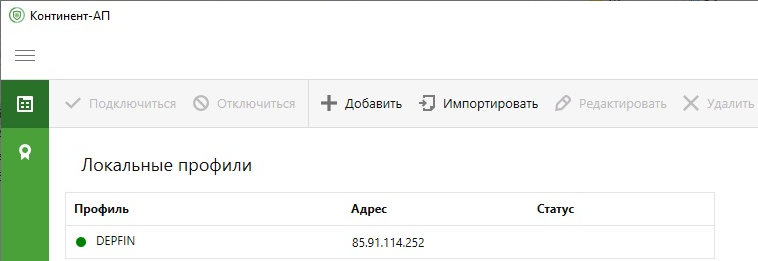 Континент-АП
Подключиться Отключиться Добавить Импортировать Редактировать Удалить
Локальные профили
Профиль Адрес Статус
DEPFIN 85.91.114.252